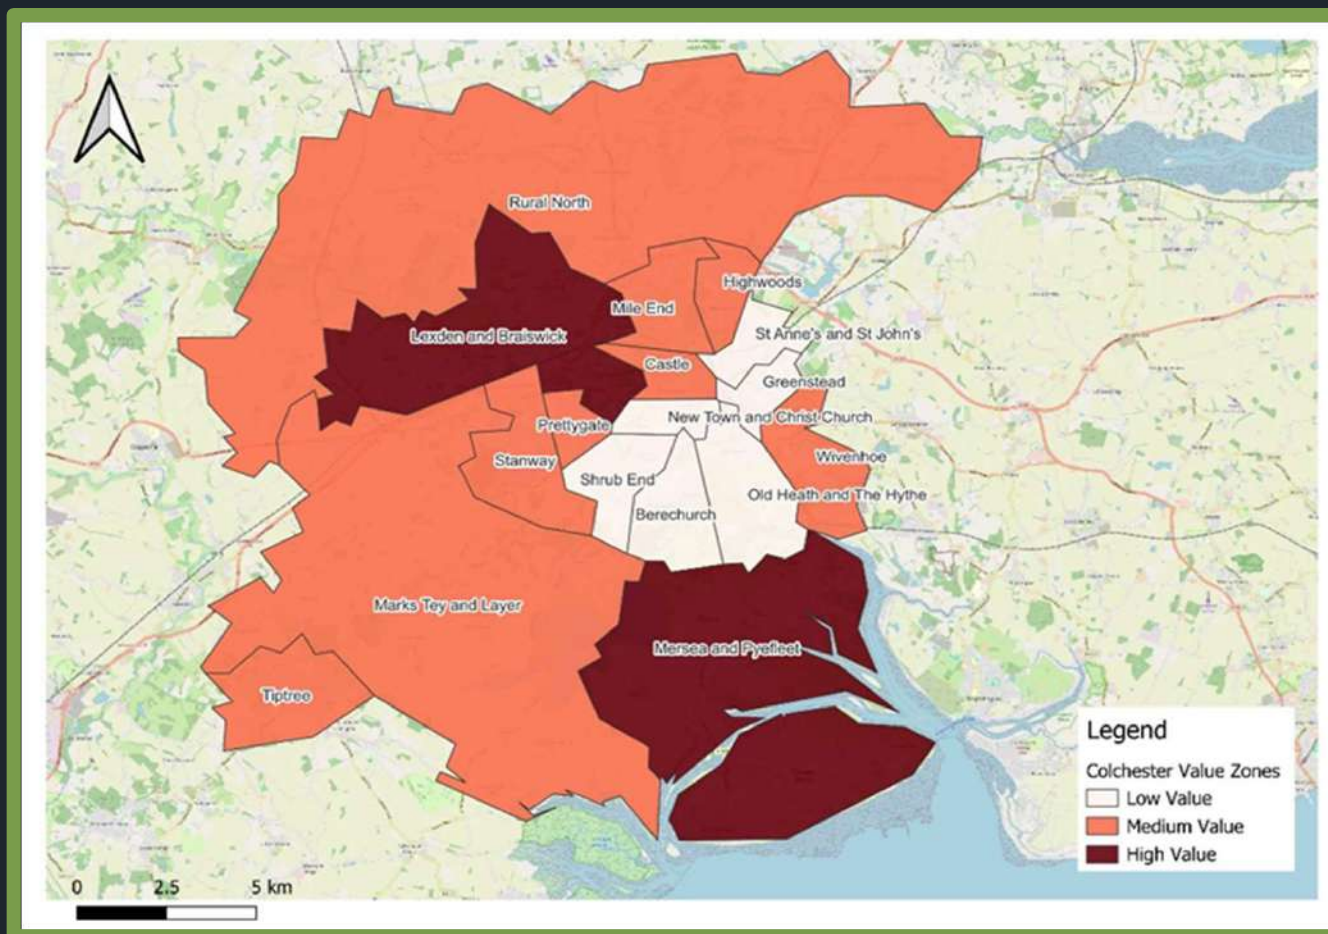 Rural North
Highwoods
Mile End
St Anne's and St John's
Lexden and Braiswick
Castle
Greenstead
New Town and Christ Church
Prettygate
Wivenhoe
Stanway
Shrub End
Old Heath and The Hythe
Berechurch
Marks Tey and Layer
Mersea and Pyefleet
Tiptree
Legend
Colchester Value Zones
Low Value
Medium Value
High Value
0 2.5 5 km